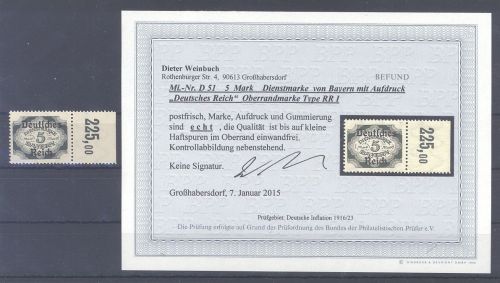 Dieter Weinbuch
Rothenburger Str. 4, 90613 Großhabersdorf
BEFUND
Mi.-Nr. D 51 5 Mark Dienstmarke von Bayern mit Aufdruck
„Deutsches Reich“ Oberrandmarke Type RR I
postfrisch, Marke, Aufdruck und Gummierung
sind echt, die Qualität ist bis auf kleine
Haftspuren im Oberrand einwandfrei.
Kontrollabbildung nebenstehend.
Keine Signatur.
Großhabersdorf, 7. Januar 2015
Prüfgebiet: Deutsche Inflation 1916/23
Die Prüfung erfolgte auf Grund der Prüfordnung des Bundes der Philatelistischen Prüfer e.V.
Deutsches
5
Reich
225,00
Deutsches
5
Reich
225,00